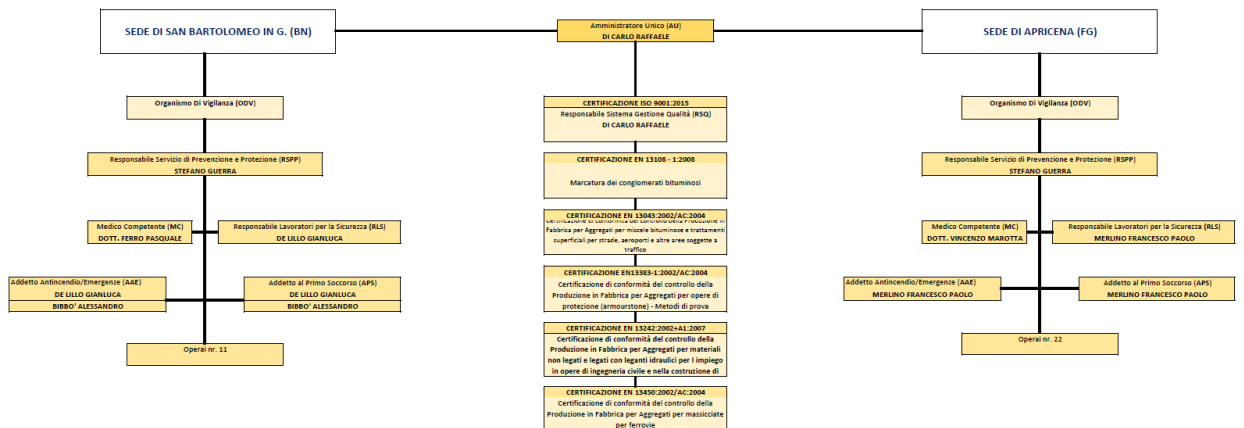 SEDE DI SAN BARTOLOMEO IN G. (BN)
Organismo Di Vigilanza (ODV)
Responsabile Servizio di Prevenzione e Protezione (RSPP)
STEFANO GUERRA
Medico Competente (MC)
DOTT. FERRO PASQUALE
Responsabile Lavoratori per la Sicurezza (RLS)
DE LILLO GIANLUCA
Addetto Antincendio/Emergenze (AAE)
DE LILLO GIANLUCA
BIBBO' ALESSANDRO
Addetto al Primo Soccorso (APS)
DE LILLO GIANLUCA
BIBBO' ALESSANDRO
Operai nr. 11
Amministratore Unico (AU)
DI CARLO RAFFAELE
CERTIFICAZIONE ISO 9001:2015
Responsabile Sistema Gestione Qualità (RSQ)
DI CARLO RAFFAELE
CERTIFICAZIONE EN 13108 - 1:2008
Marcatura dei conglomerati bituminosi
CERTIFICAZIONE EN 13043:2002/AC:2004
Certificazione di conformità del controllo della Produzione in
Fabbrica per Aggregati per miscele bituminose e trattamenti
superficiali per strade, aeroporti e altre aree soggette a
traffico
CERTIFICAZIONE EN13383-1:2002/AC:2004
Certificazione di conformità del controllo della
Produzione in Fabbrica per Aggregati per opere di
protezione (armourstone) - Metodi di prova
CERTIFICAZIONE EN 13242:2002+A1:2007
Certificazione di conformità del controllo della
Produzione in Fabbrica per Aggregati per materiali
non legati e legati con leganti idraulici per l impiego
in opere di ingegneria civile e nella costruzione di
CERTIFICAZIONE EN 13450:2002/AC:2004
Certificazione di conformità del controllo della
Produzione in Fabbrica per Aggregati per massicciate
per ferrovie
SEDE DI APRICENA (FG)
Organismo Di Vigilanza (ODV)
Responsabile Servizio di Prevenzione e Protezione (RSPP)
STEFANO GUERRA
Medico Competente (MC)
DOTT. VINCENZO MAROTTA
Responsabile Lavoratori per la Sicurezza (RLS)
MERLINO FRANCESCO PAOLO
Addetto Antincendio/Emergenze (AAE)
MERLINO FRANCESCO PAOLO
Addetto al Primo Soccorso (APS)
MERLINO FRANCESCO PAOLO
Operai nr. 22